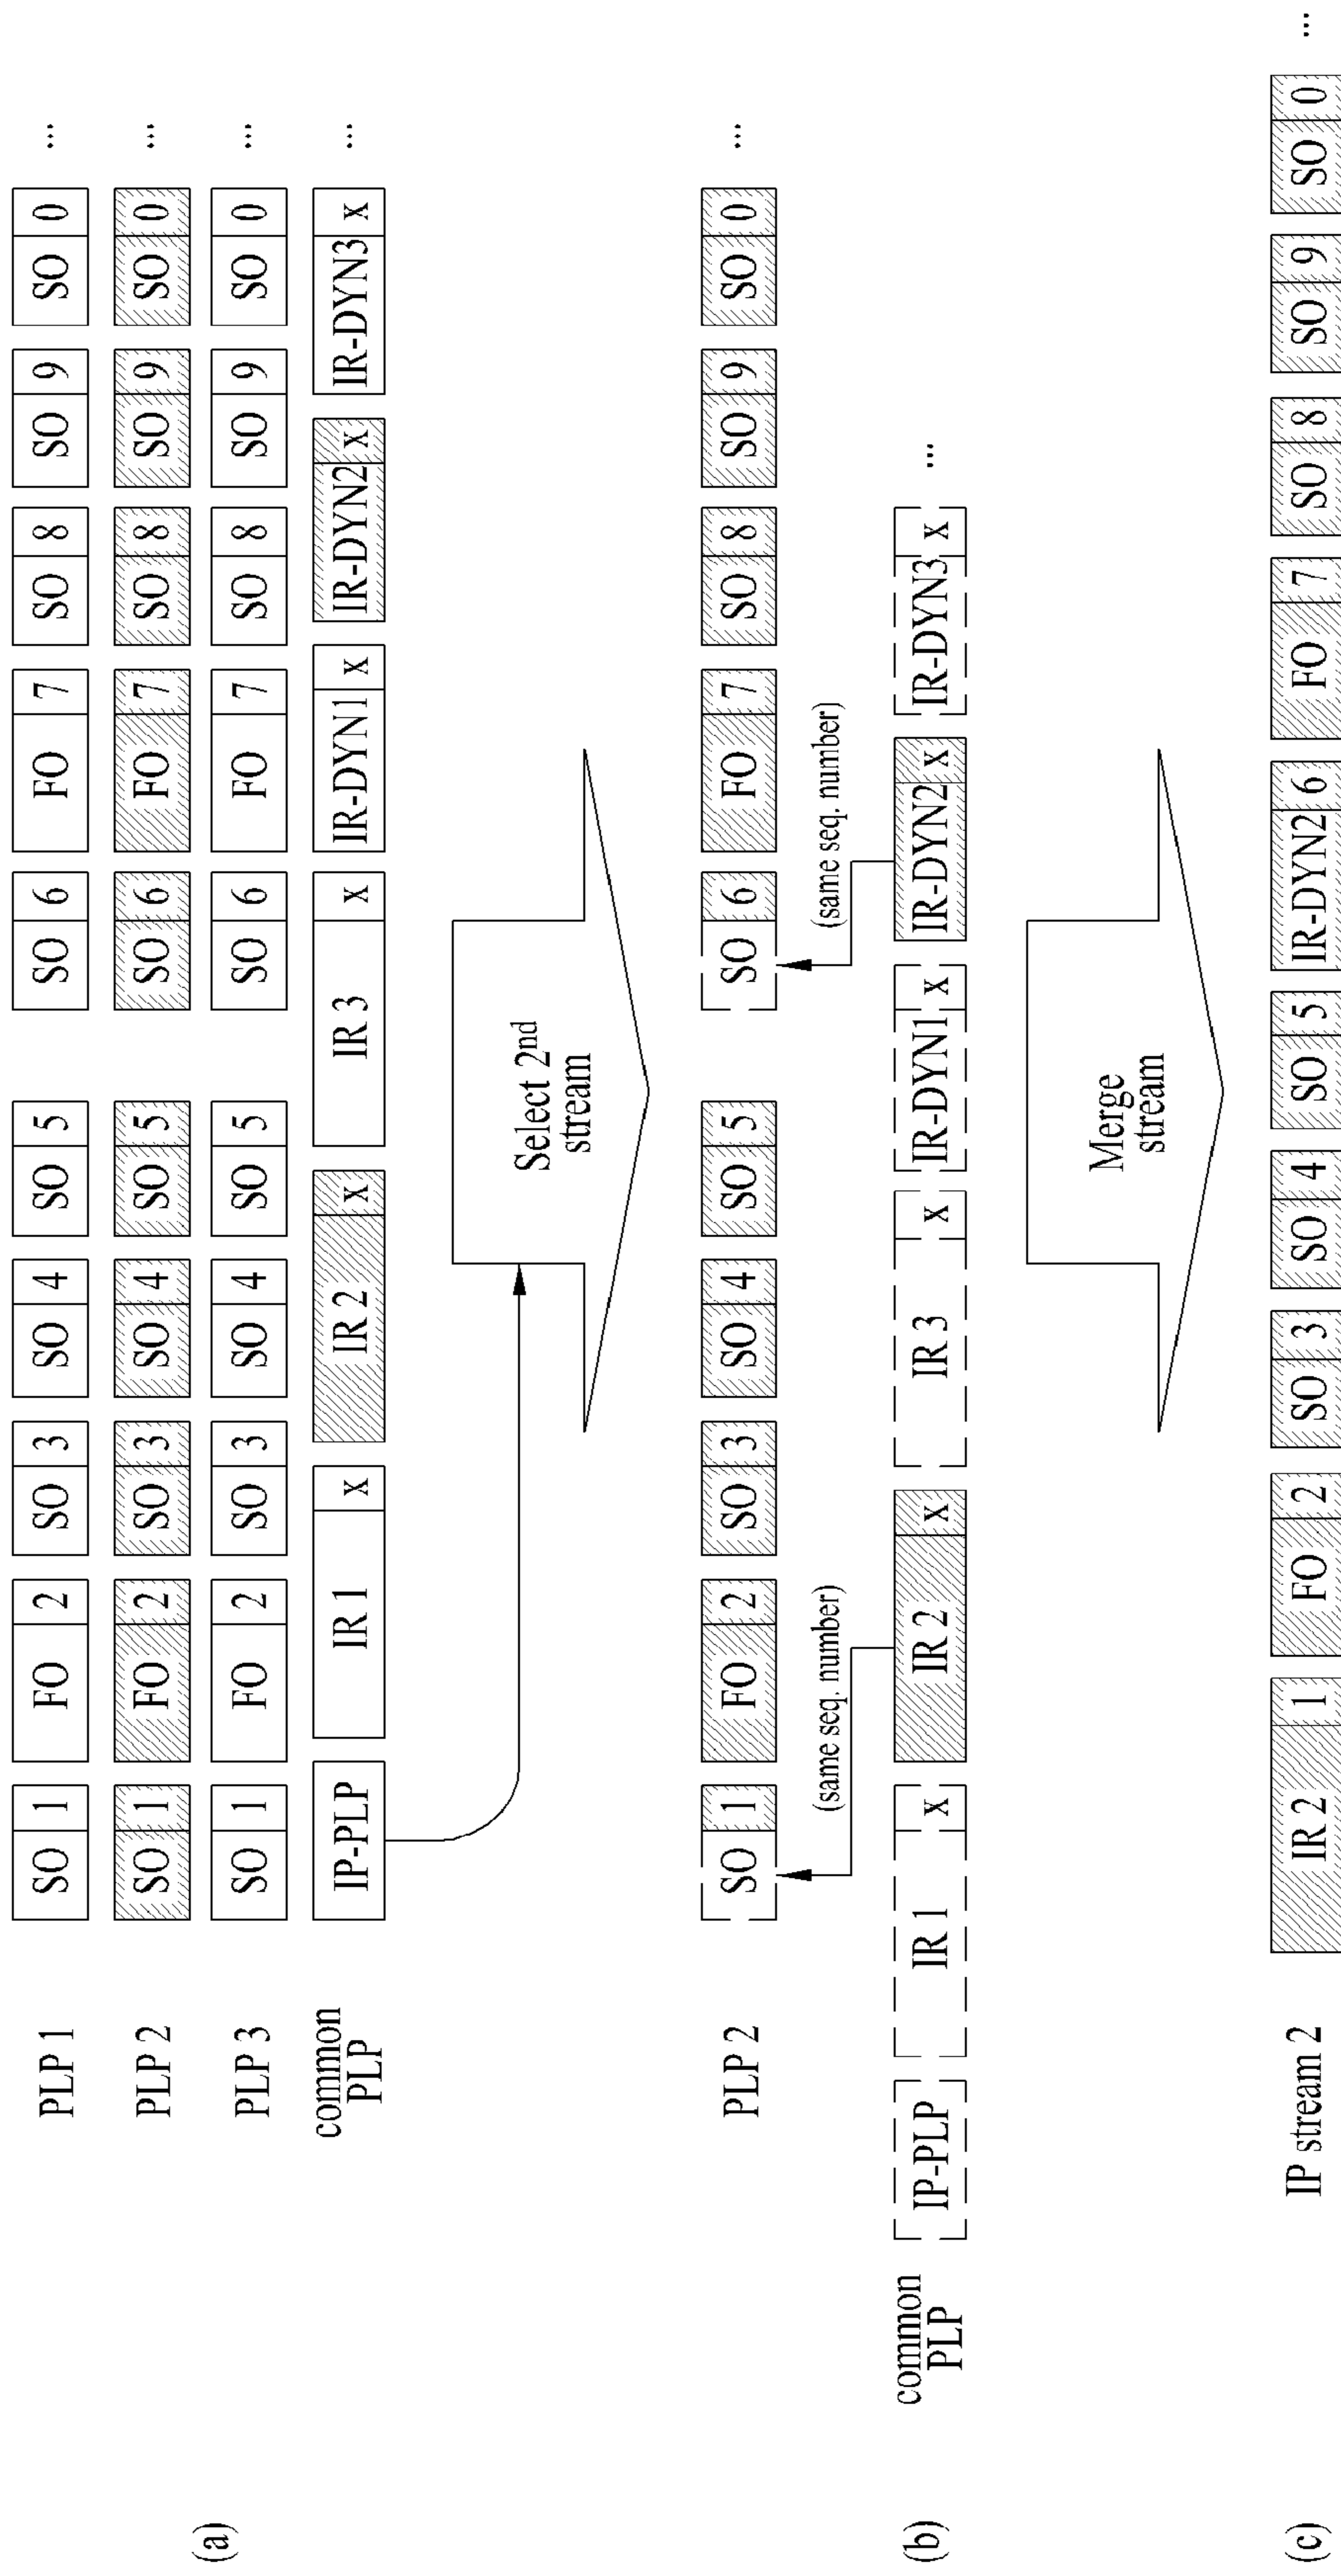 (a)
PLP 1 SO 1 FO 2 SO 3 SO 4 SO 5 SO 6 FO 7 SO 8 SO 9 SO 0 ...
PLP 2 SO 1 FO 2 SO 3 SO 4 SO 5 SO 6 FO 7 SO 8 SO 9 SO 0 ...
PLP 3 SO 1 FO 2 SO 3 SO 4 SO 5 SO 6 FO 7 SO 8 SO 9 SO 0 ...
common
PLP
IP-PLP IR 1 x IR 2 x IR 3 x IR-DYN1 x IR-DYN2 x IR-DYN3 x ...
Select 2nd
stream
PLP 2 SO 1 FO 2 SO 3 SO 4 SO 5 SO 6 FO 7 SO 8 SO 9 SO 0 ...
(same seq. number) (same seq. number)
(b)
common
PLP
IP-PLP IR 1 x IR 2 x IR 3 x IR-DYN1 x IR-DYN2 x IR-DYN3 x ...
Merge
stream
(c)
IP stream 2 IR 2 1 FO 2 SO 3 SO 4 SO 5 IR-DYN2 6 FO 7 SO 8 SO 9 SO 0 ...